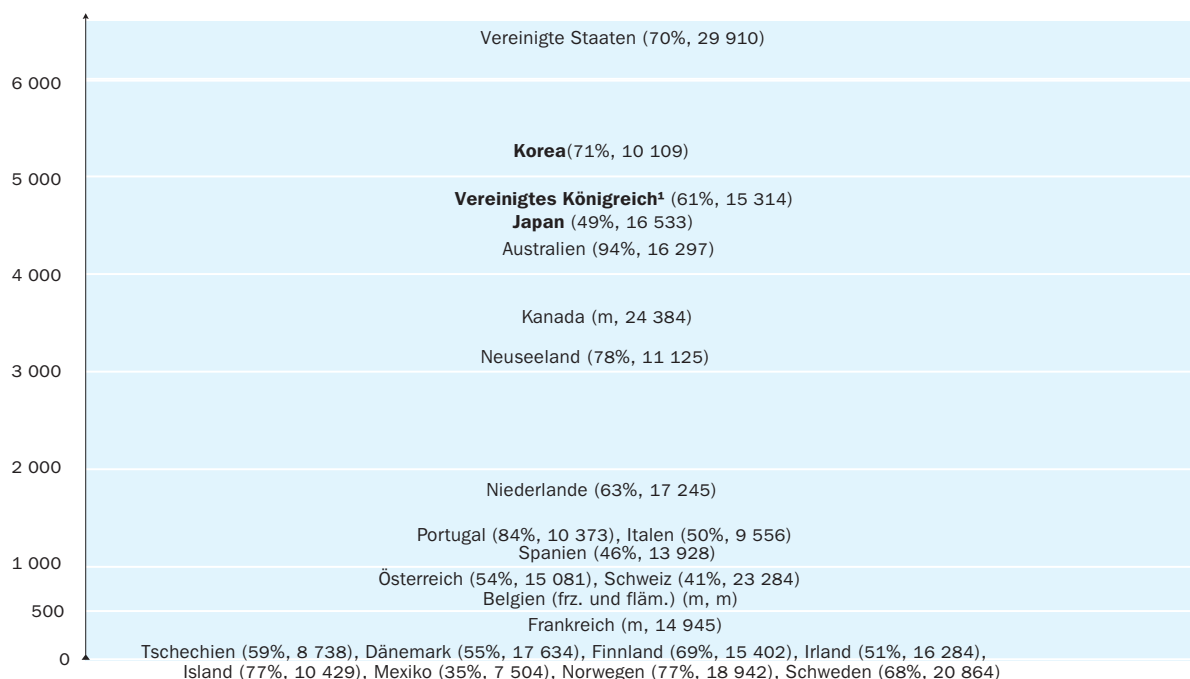 Vereinigte Staaten (70%, 29 910)
6 000
Korea(71%, 10 109)
5 000
Vereinigtes Königreich¹ (61%, 15 314)
Japan (49%, 16 533)
Australien (94%, 16 297)
4 000
Kanada (m, 24 384)
Neuseeland (78%, 11 125)
3 000
2 000
Niederlande (63%, 17 245)
Portugal (84%, 10 373), Italen (50%, 9 556)
Spanien (46%, 13 928)
1 000
Österreich (54%, 15 081), Schweiz (41%, 23 284)
Belgien (frz. und fläm.) (m, m)
500
Frankreich (m, 14 945)
Tschechien (59%, 8 738), Dänemark (55%, 17 634), Finnland (69%, 15 402), Irland (51%, 16 284),
0
Island (77%, 10 429), Mexiko (35%, 7 504), Norwegen (77%, 18 942), Schweden (68%, 20 864)